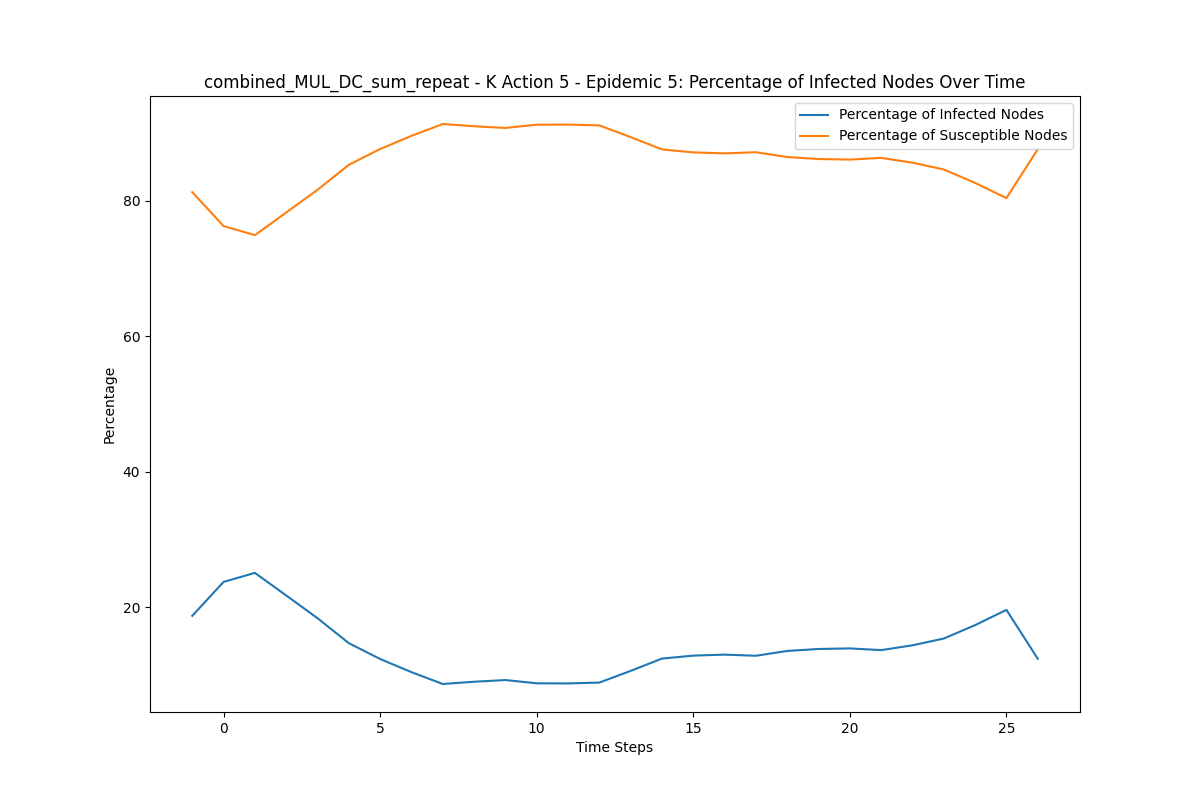 combined_MUL_DC_sum_repeat - K Action 5 - Epidemic 5: Percentage of Infected Nodes Over Time
Percentage of Infected Nodes
Percentage of Susceptible Nodes
80
60
40
20
Percentage
0 5 10 15 20 25
Time Steps